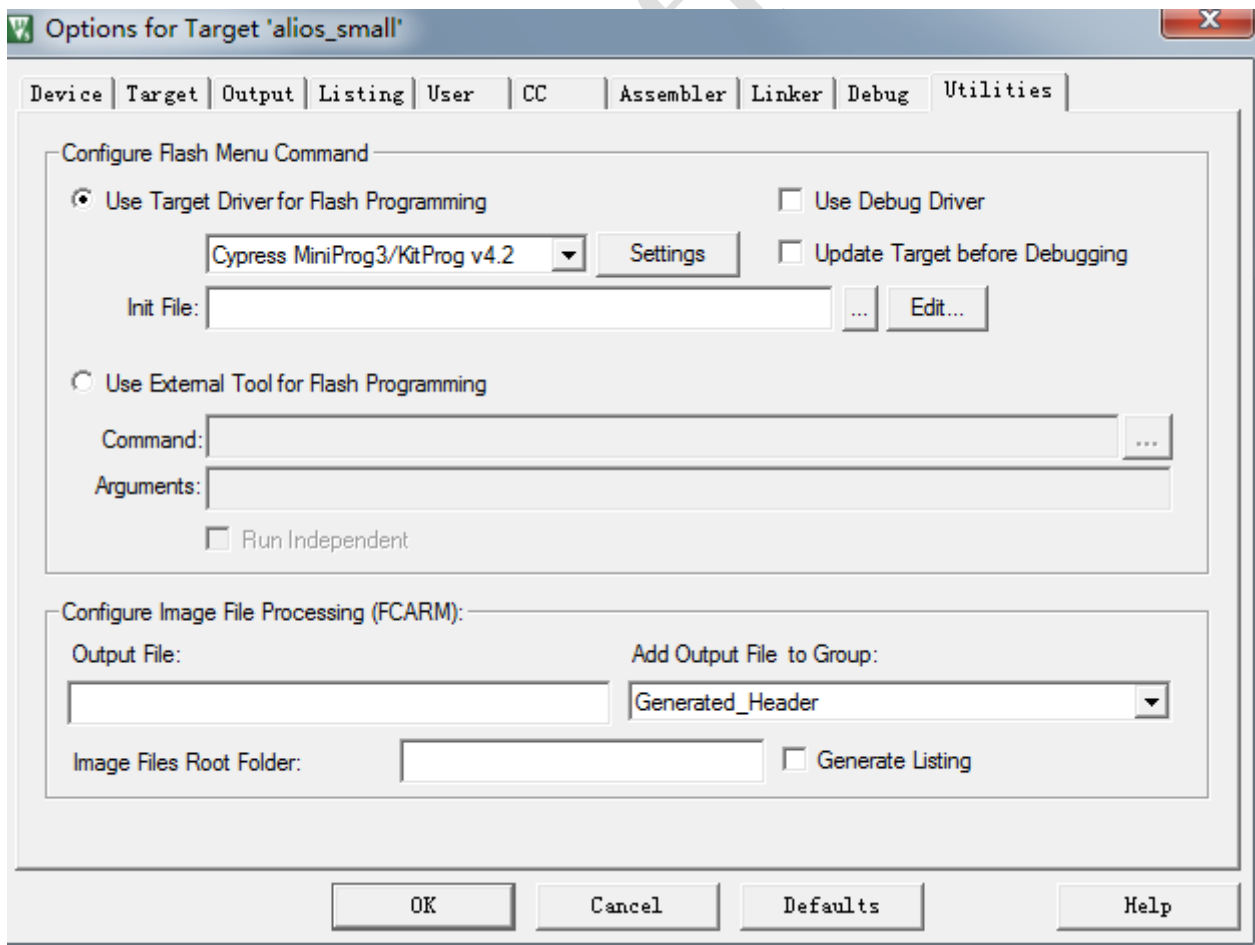 Options for Target 'alios_small'
Device Target Output Listing User CC Assembler Linker Debug Utilities
Configure Flash Menu Command
Use Target Driver for Flash Programming Use Debug Driver
Cypress MiniProg3/KitProg v4.2 Settings Update Target before Debugging
Init File: ... Edit...
Use External Tool for Flash Programming
Command: ...
Arguments:
Run Independent
Configure Image File Processing (FCARM):
Output File: Add Output File to Group:
Generated_Header
Image Files Root Folder: Generate Listing
OK Cancel Defaults Help